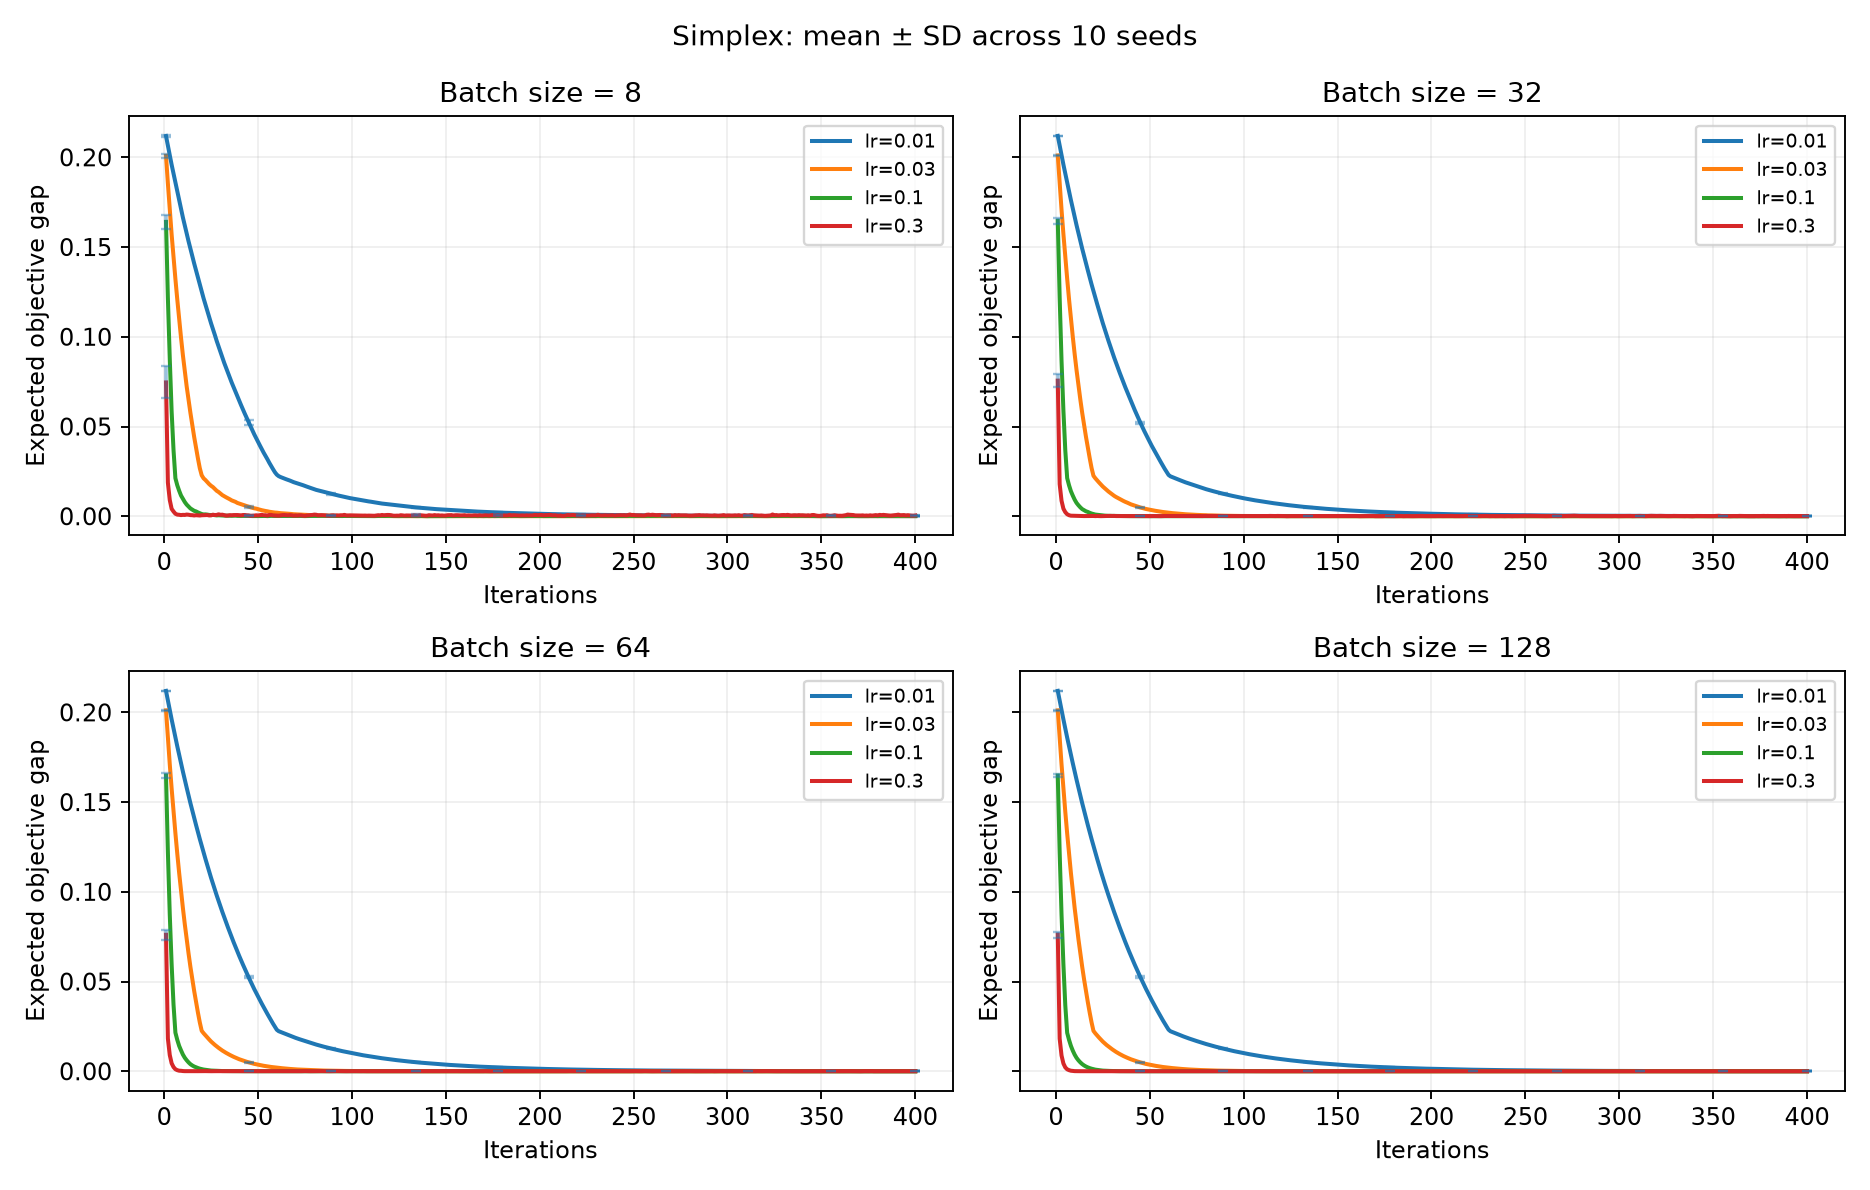 Simplex: mean ± SD across 10 seeds
Batch size = 8
Expected objective gap
0.20
0.15
0.10
0.05
0.00
lr=0.01
lr=0.03
lr=0.1
lr=0.3
0 50 100 150 200 250 300 350 400
Iterations
Batch size = 32
Expected objective gap
lr=0.01
lr=0.03
lr=0.1
lr=0.3
0 50 100 150 200 250 300 350 400
Iterations
Batch size = 64
Expected objective gap
0.20
0.15
0.10
0.05
0.00
lr=0.01
lr=0.03
lr=0.1
lr=0.3
0 50 100 150 200 250 300 350 400
Iterations
Batch size = 128
Expected objective gap
lr=0.01
lr=0.03
lr=0.1
lr=0.3
0 50 100 150 200 250 300 350 400
Iterations